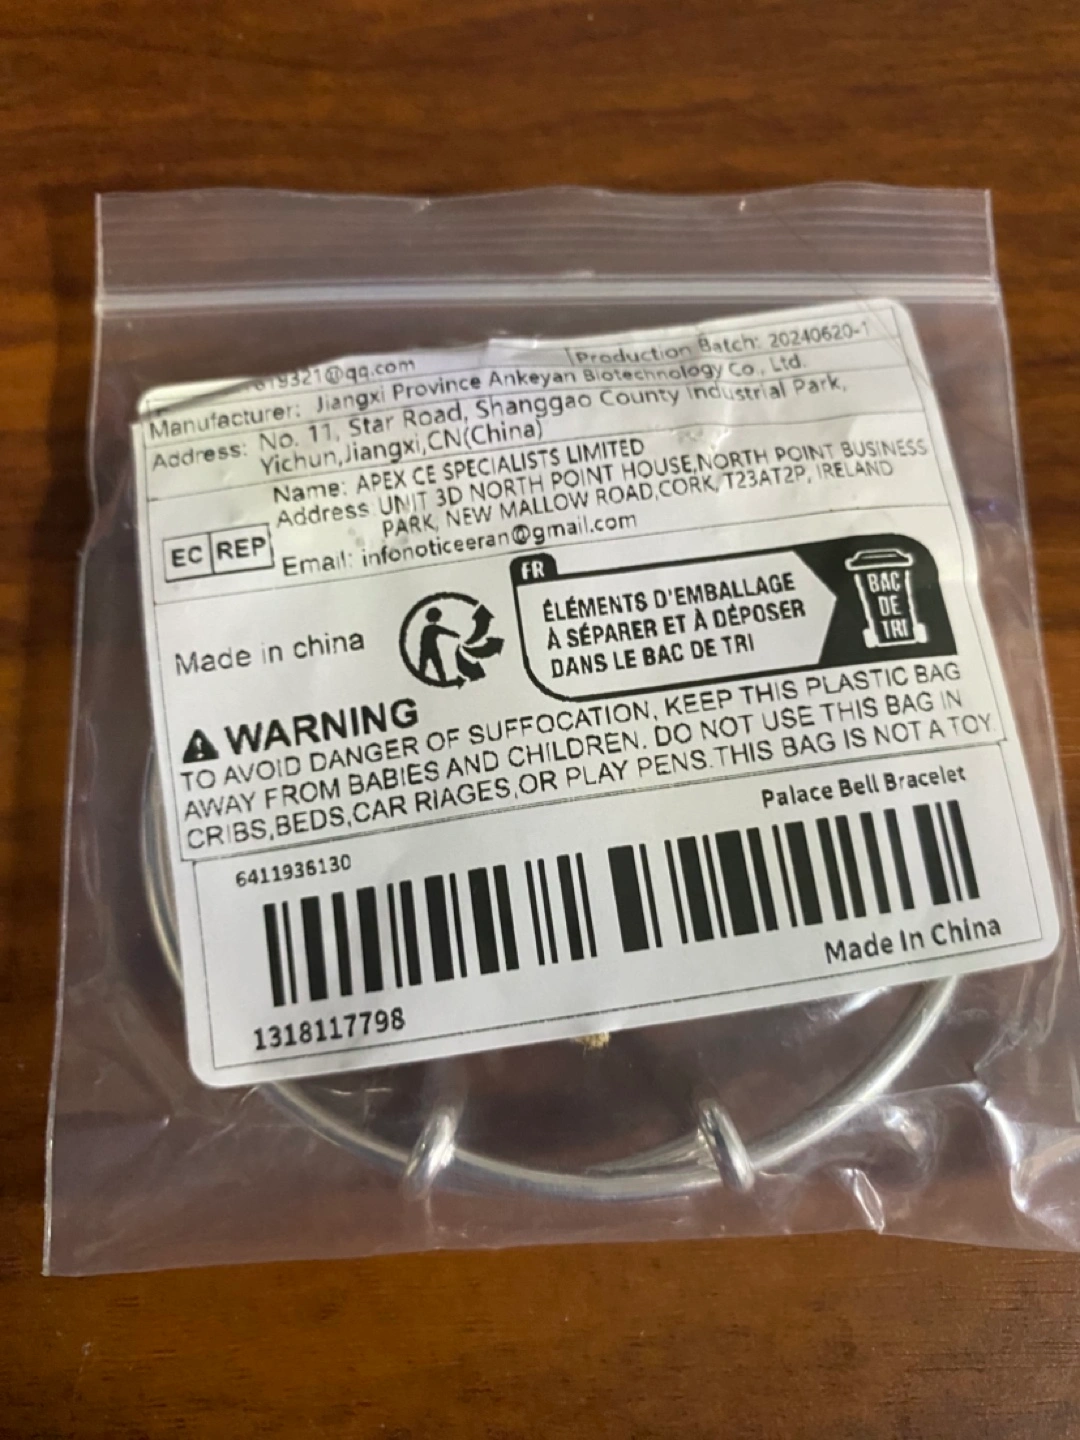 619321@qq.com
Production Batch: 20240620-1
Manufacturer: Jiangxi Province Ankeyan Biotechnology Co., Ltd.
Address: No. 11, Star Road, Shanggao County Industrial Park,
Yichun,Jiangxi,CN(China)
Name: APEX CE SPECIALISTS LIMITED
Address UNIT 3D NORTH POINT HOUSE,NORTH POINT BUSINESS
PARK, NEW MALLOW ROAD,CORK, T23AT2P, IRELAND
EC REP
Email: infonoticeeran@gmail.com
Made in china
FR
ÉLÉMENTS D'EMBALLAGE
À SÉPARER ET À DÉPOSER
DANS LE BAC DE TRI
BAC
DE
TRI
WARNING
TO AVOID DANGER OF SUFFOCATION, KEEP THIS PLASTIC BAG
AWAY FROM BABIES AND CHILDREN. DO NOT USE THIS BAG IN
CRIBS,BEDS,CAR RIAGES,OR PLAY PENS.THIS BAG IS NOT A TOY.
Palace Bell Bracelet
6411936130
Made In China
1318117798